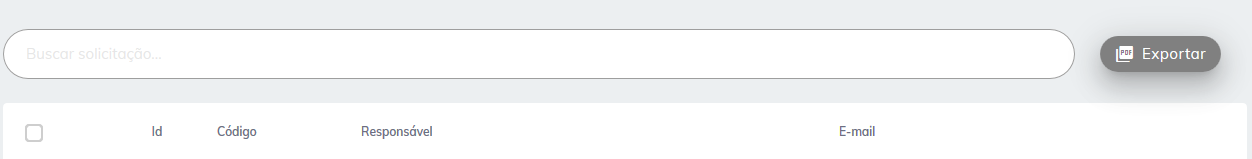 Buscar solicitação...
PDF Exportar
Id Código Responsável E-mail